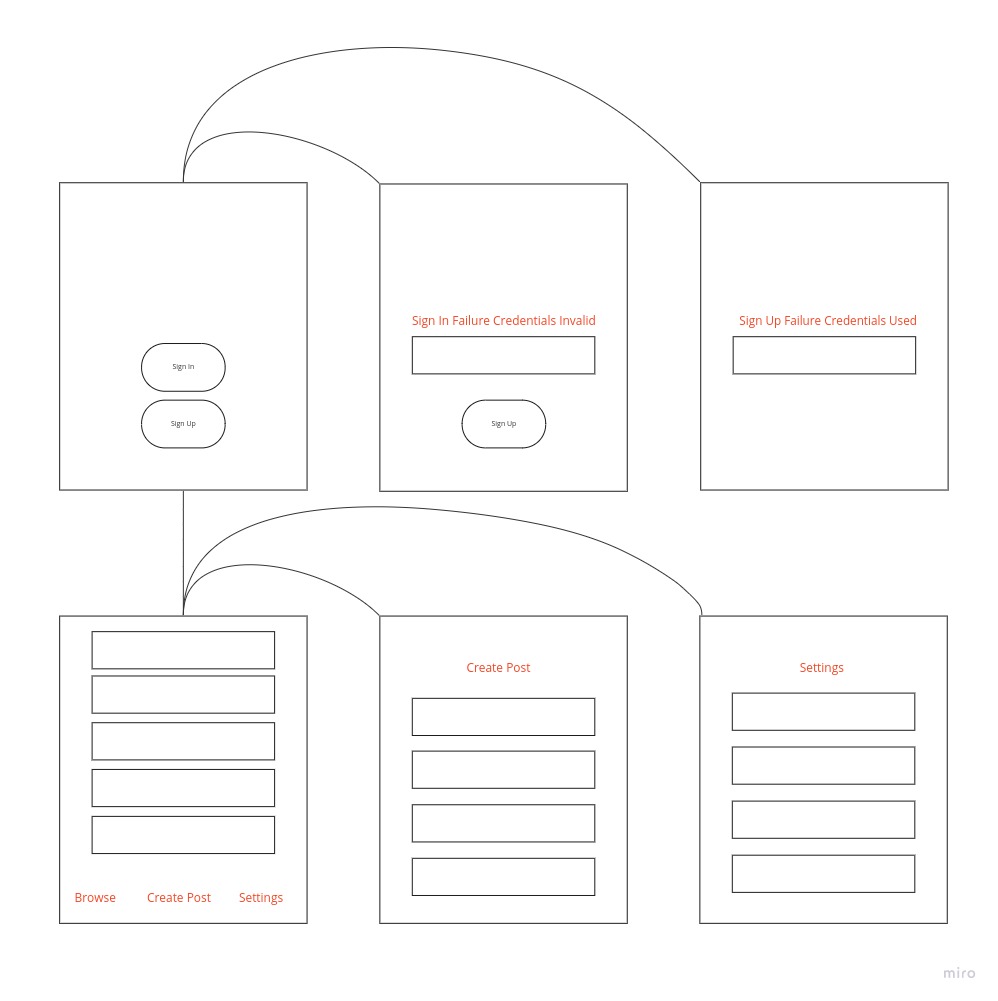 Sign In Failure Credentials Invalid
Sign Up Failure Credentials Used
Sign In
Sign Up
Sign Up
Create Post
Settings
Browse
Create Post
Settings
miro